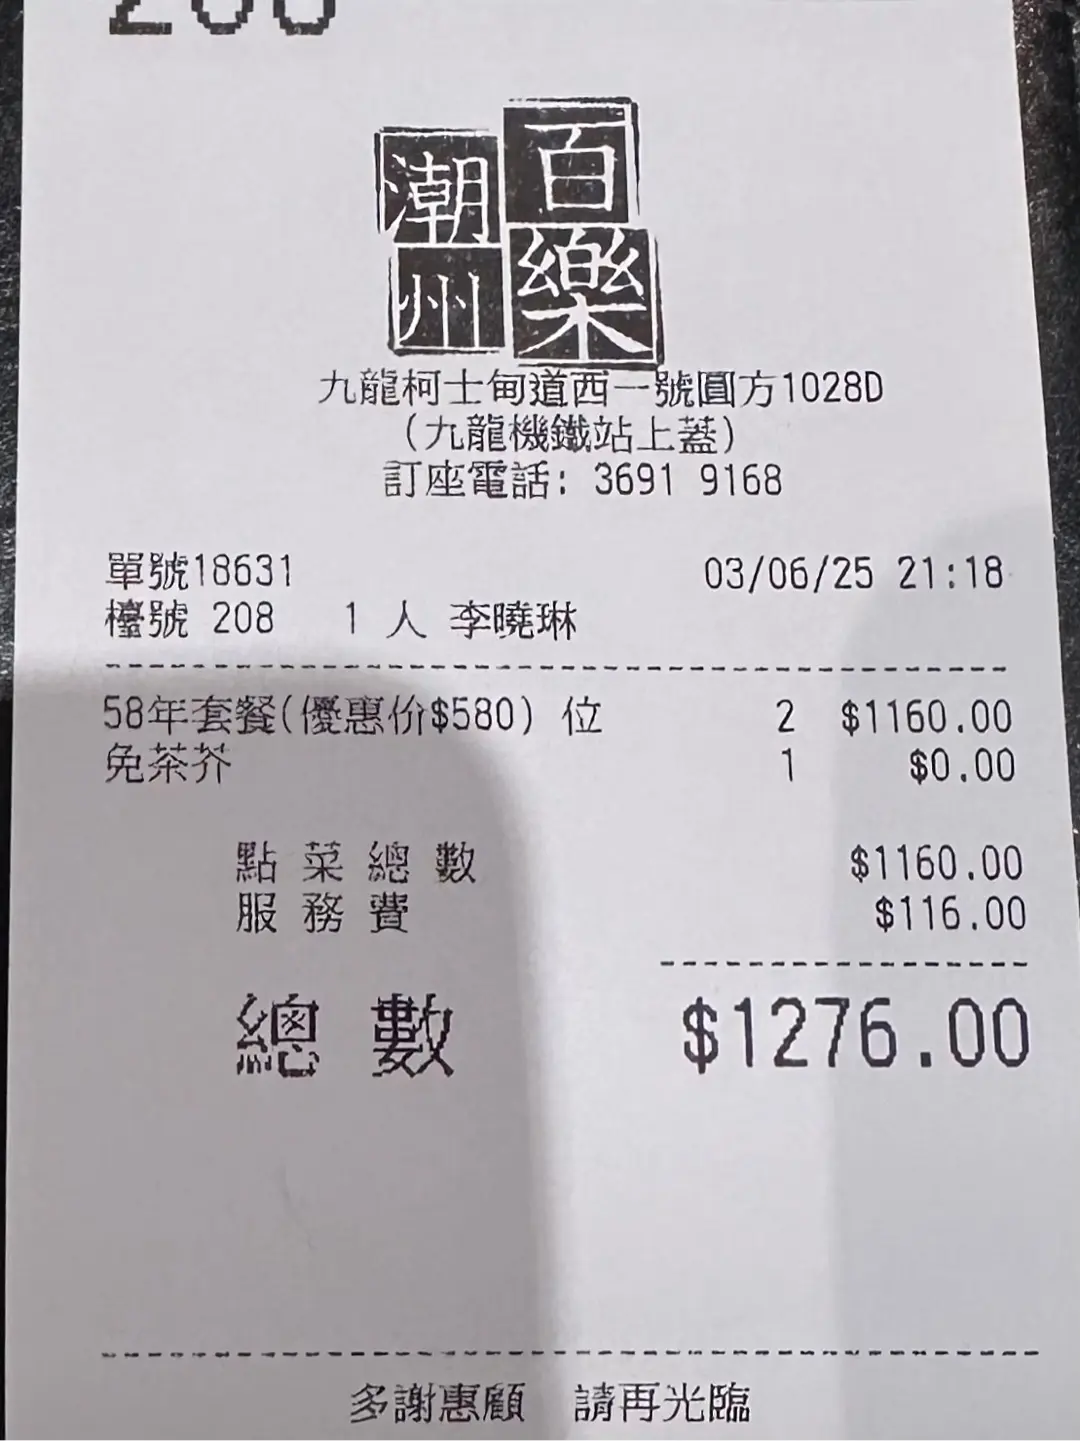 208
百樂
潮州
九龍柯士甸道西一號圓方1028D
(九龍機鐵站上蓋)
訂座電話: 3691 9168
單號18631 03/06/25 21:18
檯號 208 1 人 李曉琳
58年套餐(優惠价$580) 位 2 $1160.00
免茶芥 1 $0.00
點菜總數 $1160.00
服務費 $116.00
總數 $1276.00
多謝惠顧 請再光臨